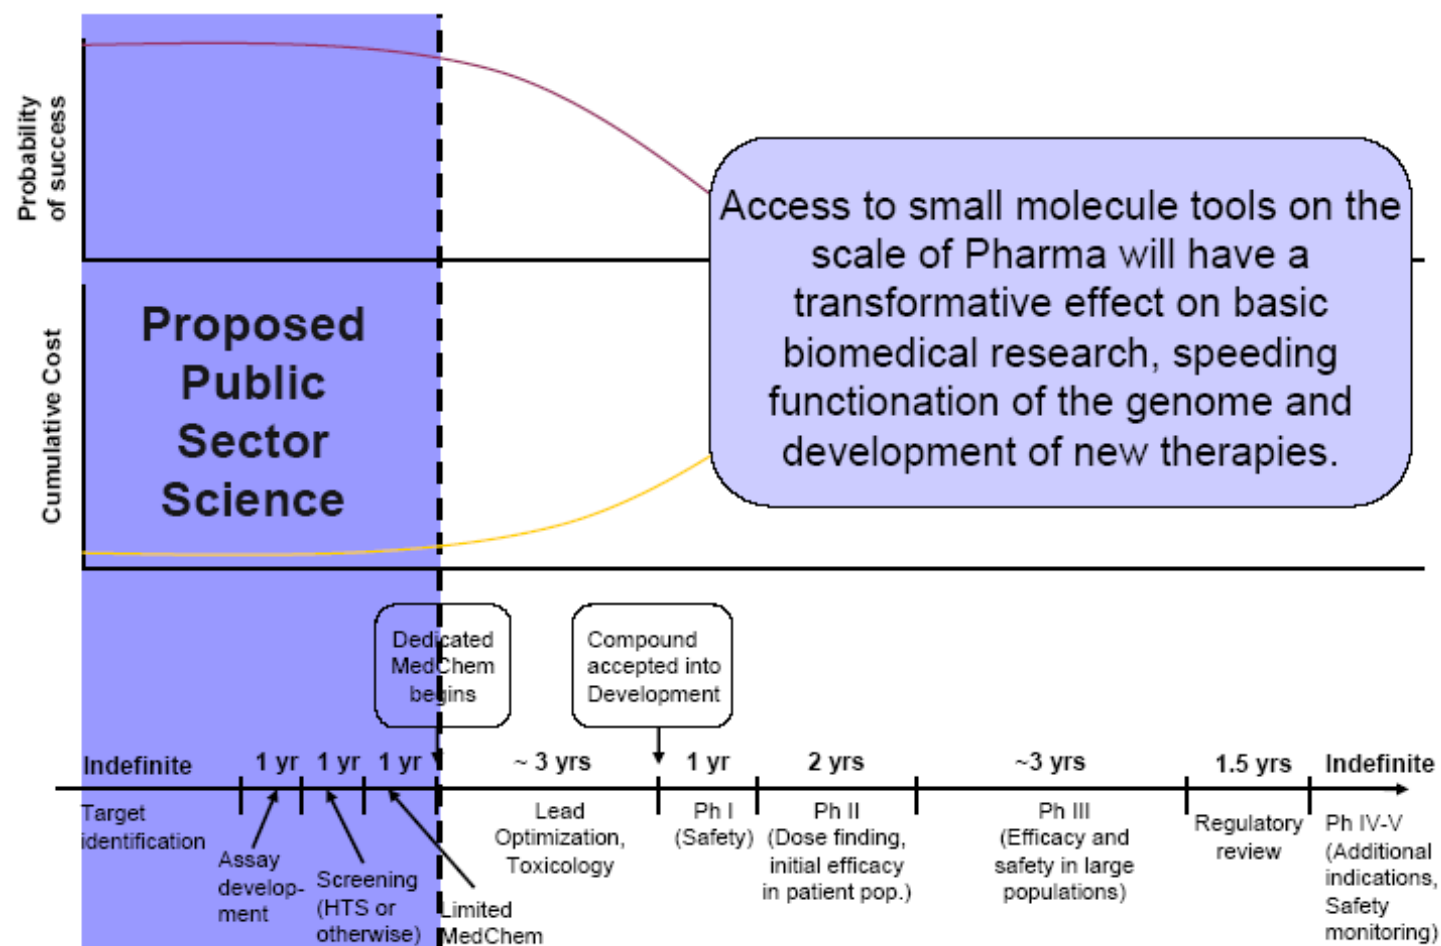 Probability
of success
Access to small molecule tools on the
scale of Pharma will have a
transformative effect on basic
biomedical research, speeding
functionation of the genome and
development of new therapies.
Cumulative Cost
Proposed
Public
Sector
Science
Dedicated
MedChem
begins
Compound
accepted into
Development
Indefinite
1 yr
1 yr
1 yr
~ 3 yrs
1 yr
2 yrs
~3 yrs
1.5 yrs
Indefinite
Target
identification
Assay
develop-
ment
Screening
(HTS or
otherwise)
Limited
MedChem
Lead
Optimization,
Toxicology
Ph I
(Safety)
Ph II
(Dose finding,
initial efficacy
in patient pop.)
Ph III
(Efficacy and
safety in large
populations)
Regulatory
review
Ph IV-V
(Additional
indications,
Safety
monitoring)